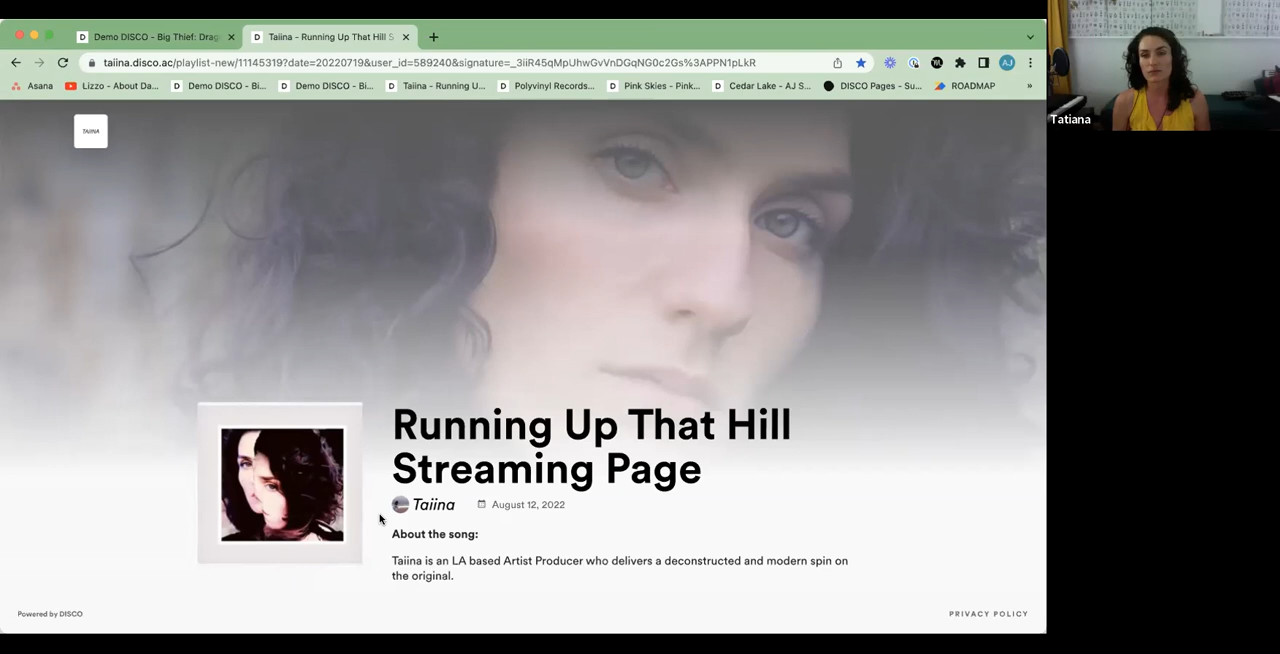 Demo DISCO - Big Thief: Drag
Taiina - Running Up That Hill S
taiina.disco.ac/playlist-new/11145319?date=20220719&user_id=589240&signature=_3iiR45qMpUhwGvVnDGqNG0c2Gs%3APPN1pLkR
AJ
Asana
Lizzo - About Da...
Demo DISCO - Bi...
Demo DISCO - Bi...
Taiina - Running U...
Polyvinyl Records...
Pink Skies - Pink...
Cedar Lake - AJ S...
DISCO Pages - Su...
ROADMAP
»
Tatiana
TAIINA
Running Up That Hill
Streaming Page
Taiina
August 12, 2022
About the song:
Taiina is an LA based Artist Producer who delivers a deconstructed and modern spin on
the original.
Powered by DISCO
PRIVACY POLICY